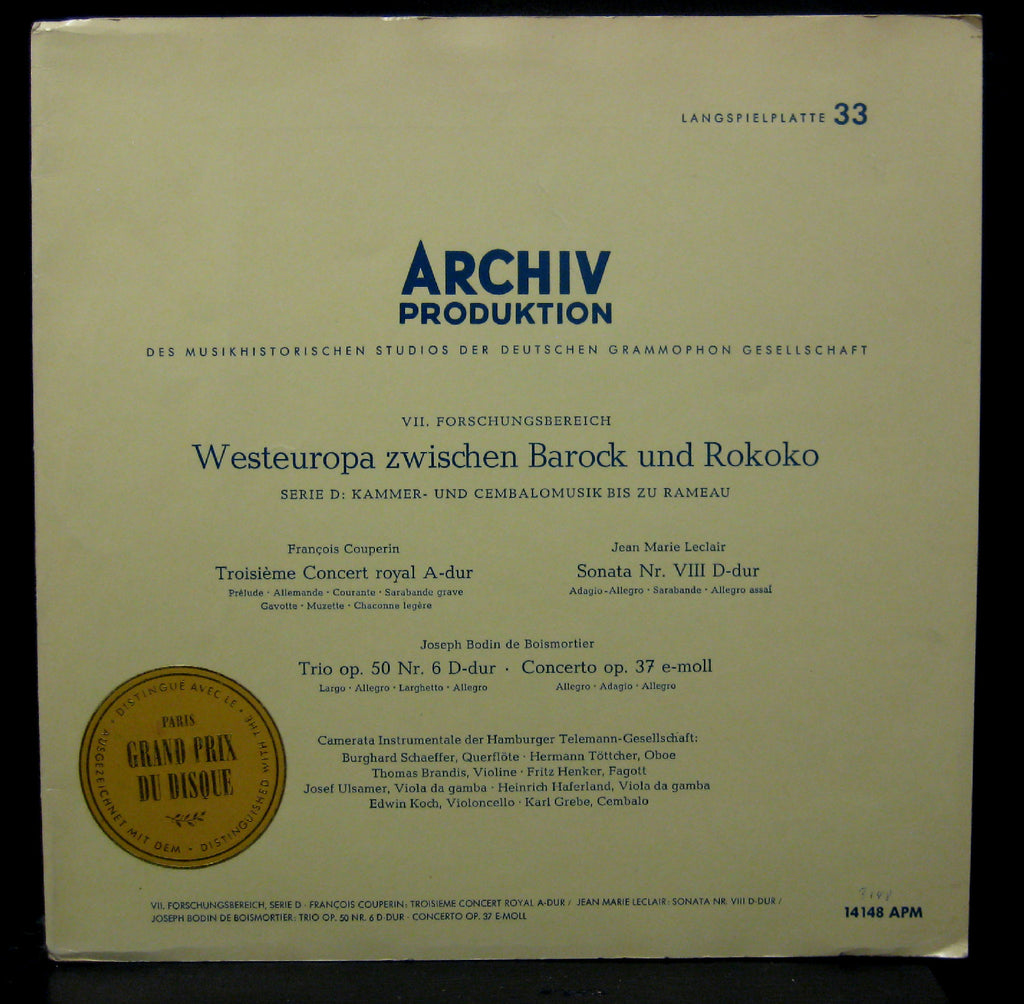 LANGSPIELPLATTE 33
ARCHIV
PRODUKTION
DES MUSIKHISTORISCHEN STUDIOS DER DEUTSCHEN GRAMMOPHON GESELLSCHAFT
VII. FORSCHUNGSBEREICH
Westeuropa zwischen Barock und Rokoko
SERIE D: KAMMER- UND CEMBALOMUSIK BIS ZU RAMEAU
François Couperin
Troisième Concert royal A-dur
Prélude · Allemande · Courante · Sarabande grave
Gavotte · Muzette · Chaconne legère
Jean Marie Leclair
Sonata Nr. VIII D-dur
Adagio-Allegro · Sarabande · Allegro assai
Joseph Bodin de Boismortier
Trio op. 50 Nr. 6 D-dur · Concerto op. 37 e-moll
Largo · Allegro · Larghetto · Allegro
Allegro · Adagio · Allegro
Camerata Instrumentale der Hamburger Telemann-Gesellschaft:
Burghard Schaeffer, Querflöte · Hermann Töttcher, Oboe
Thomas Brandis, Violine · Fritz Henker, Fagott
Josef Ulsamer, Viola da gamba · Heinrich Haferland, Viola da gamba
Edwin Koch, Violoncello · Karl Grebe, Cembalo
DISTINGUÉ AVEC LE · THE WITH DISTINGUISHED · AUSGEZEICHNET MIT DEM ·
PARIS
GRAND PRIX
DU DISQUE
VII. FORSCHUNGSBEREICH, SERIE D · FRANÇOIS COUPERIN: TROISIEME CONCERT ROYAL A-DUR / JEAN MARIE LECLAIR: SONATA NR. VIII D-DUR /
JOSEPH BODIN DE BOISMORTIER: TRIO OP. 50 NR. 6 D-DUR · CONCERTO OP. 37 E-MOLL
14148 APM